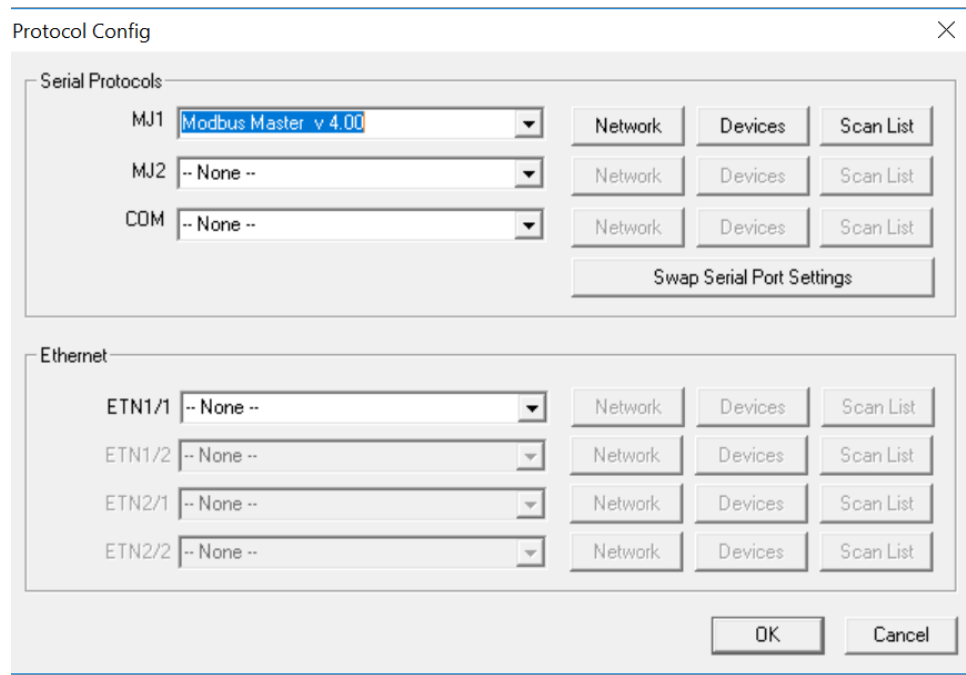 Protocol Config
Serial Protocols
MJ1 Modbus Master v 4.00 Network Devices Scan List
MJ2 -- None -- Network Devices Scan List
COM -- None -- Network Devices Scan List
Swap Serial Port Settings
Ethernet
ETN1/1 -- None -- Network Devices Scan List
ETN1/2 -- None -- Network Devices Scan List
ETN2/1 -- None -- Network Devices Scan List
ETN2/2 -- None -- Network Devices Scan List
OK Cancel